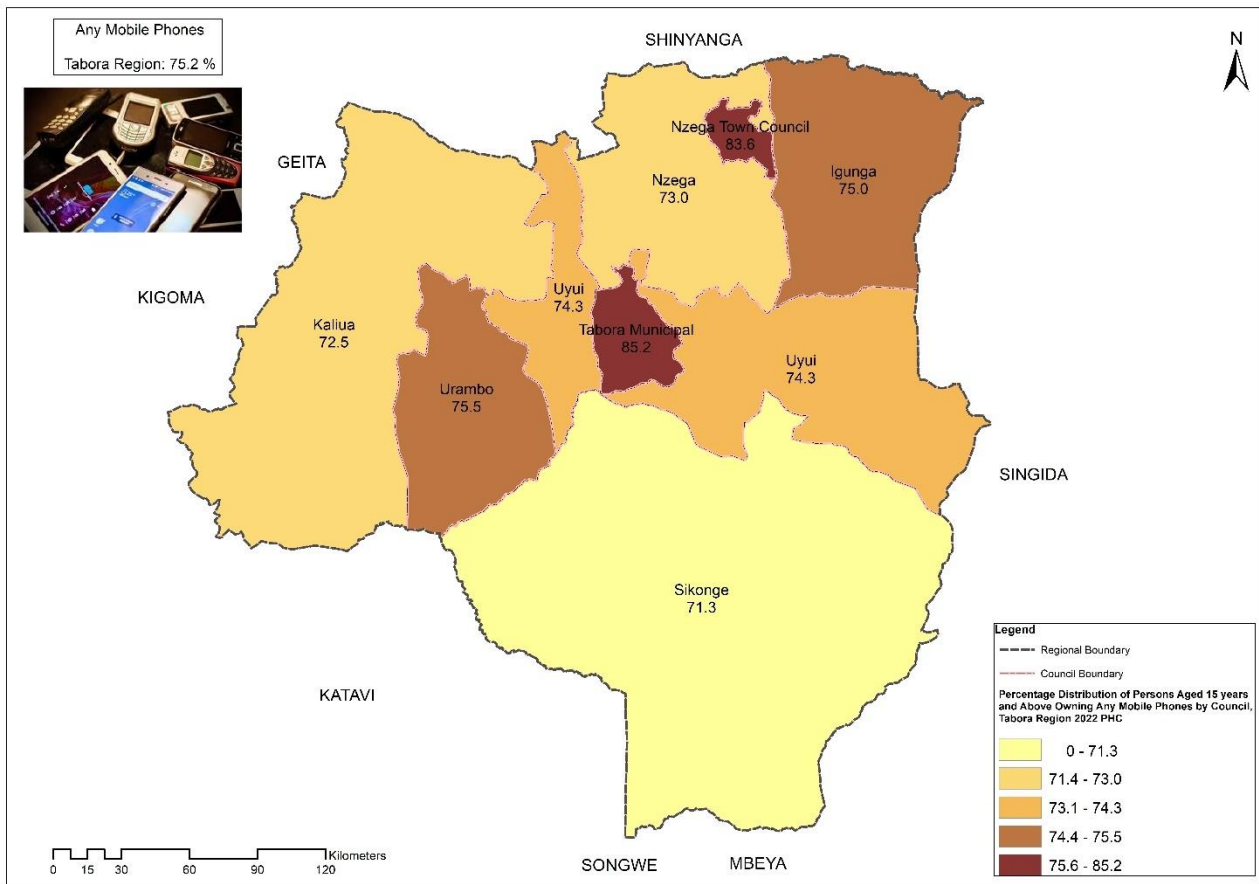 Any Mobile Phones
Tabora Region: 75.2 %
SHINYANGA
N
GEITA
Nzega Town Council
83.6
Nzega
73.0
Igunga
75.0
KIGOMA
Kaliua
72.5
Uyui
74.3
Tabora Municipal
85.2
Uyui
74.3
Urambo
75.5
SINGIDA
Sikonge
71.3
KATAVI
SONGWE
MBEYA
0 15 30 60 90 120
Kilometers
Legend
Regional Boundary
Council Boundary
Percentage Distribution of Persons Aged 15 years
and Above Owning Any Mobile Phones by Council,
Tabora Region 2022 PHC
0 - 71.3
71.4 - 73.0
73.1 - 74.3
74.4 - 75.5
75.6 - 85.2